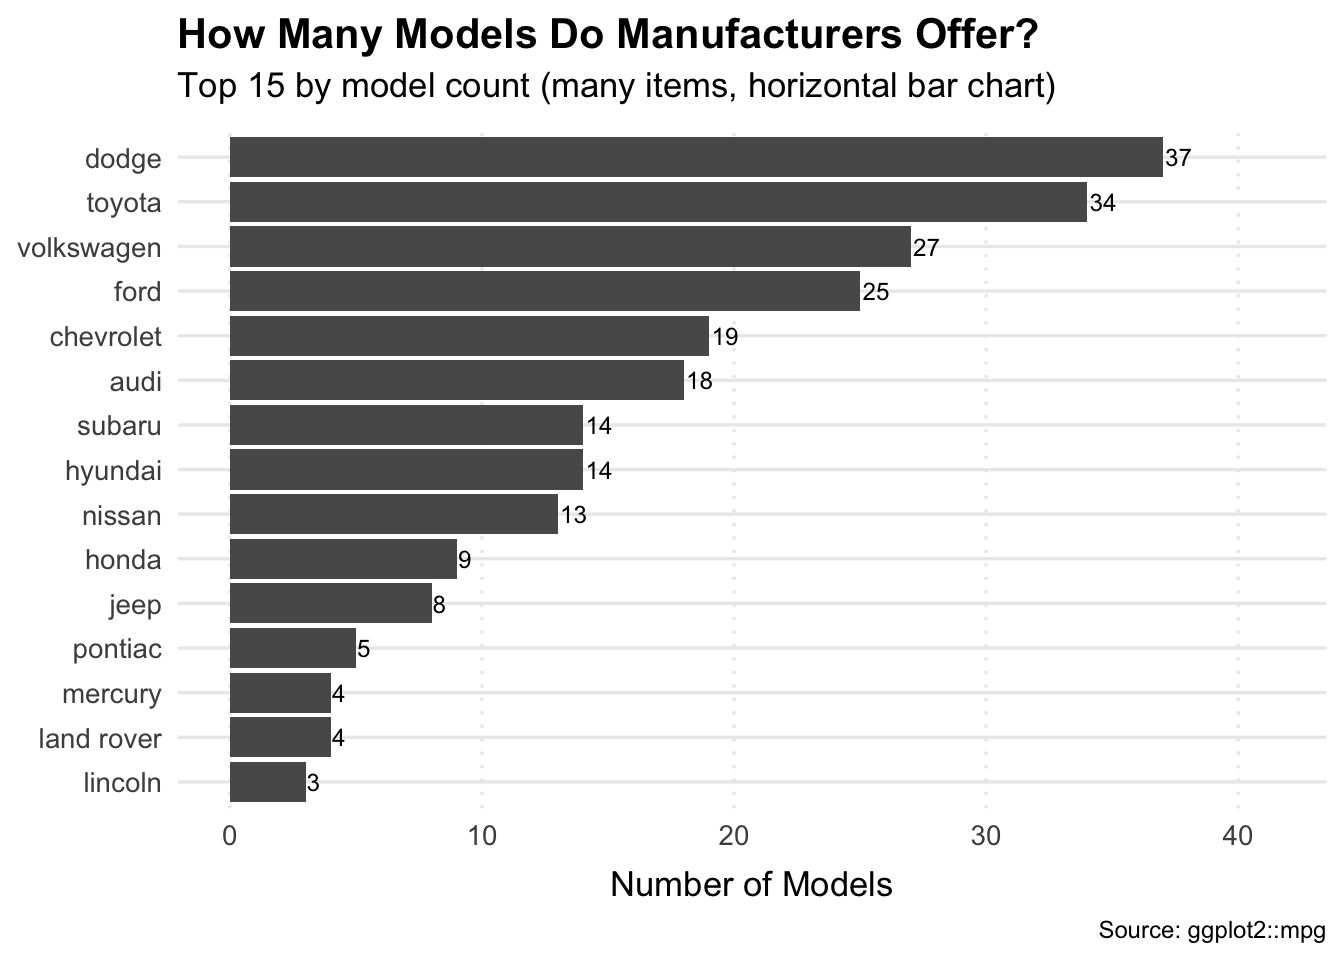 How Many Models Do Manufacturers Offer?
Top 15 by model count (many items, horizontal bar chart)
dodge 37
toyota 34
volkswagen 27
ford 25
chevrolet 19
audi 18
subaru 14
hyundai 14
nissan 13
honda 9
jeep 8
pontiac 5
mercury 4
land rover 4
lincoln 3
0 10 20 30 40
Number of Models
Source: ggplot2::mpg